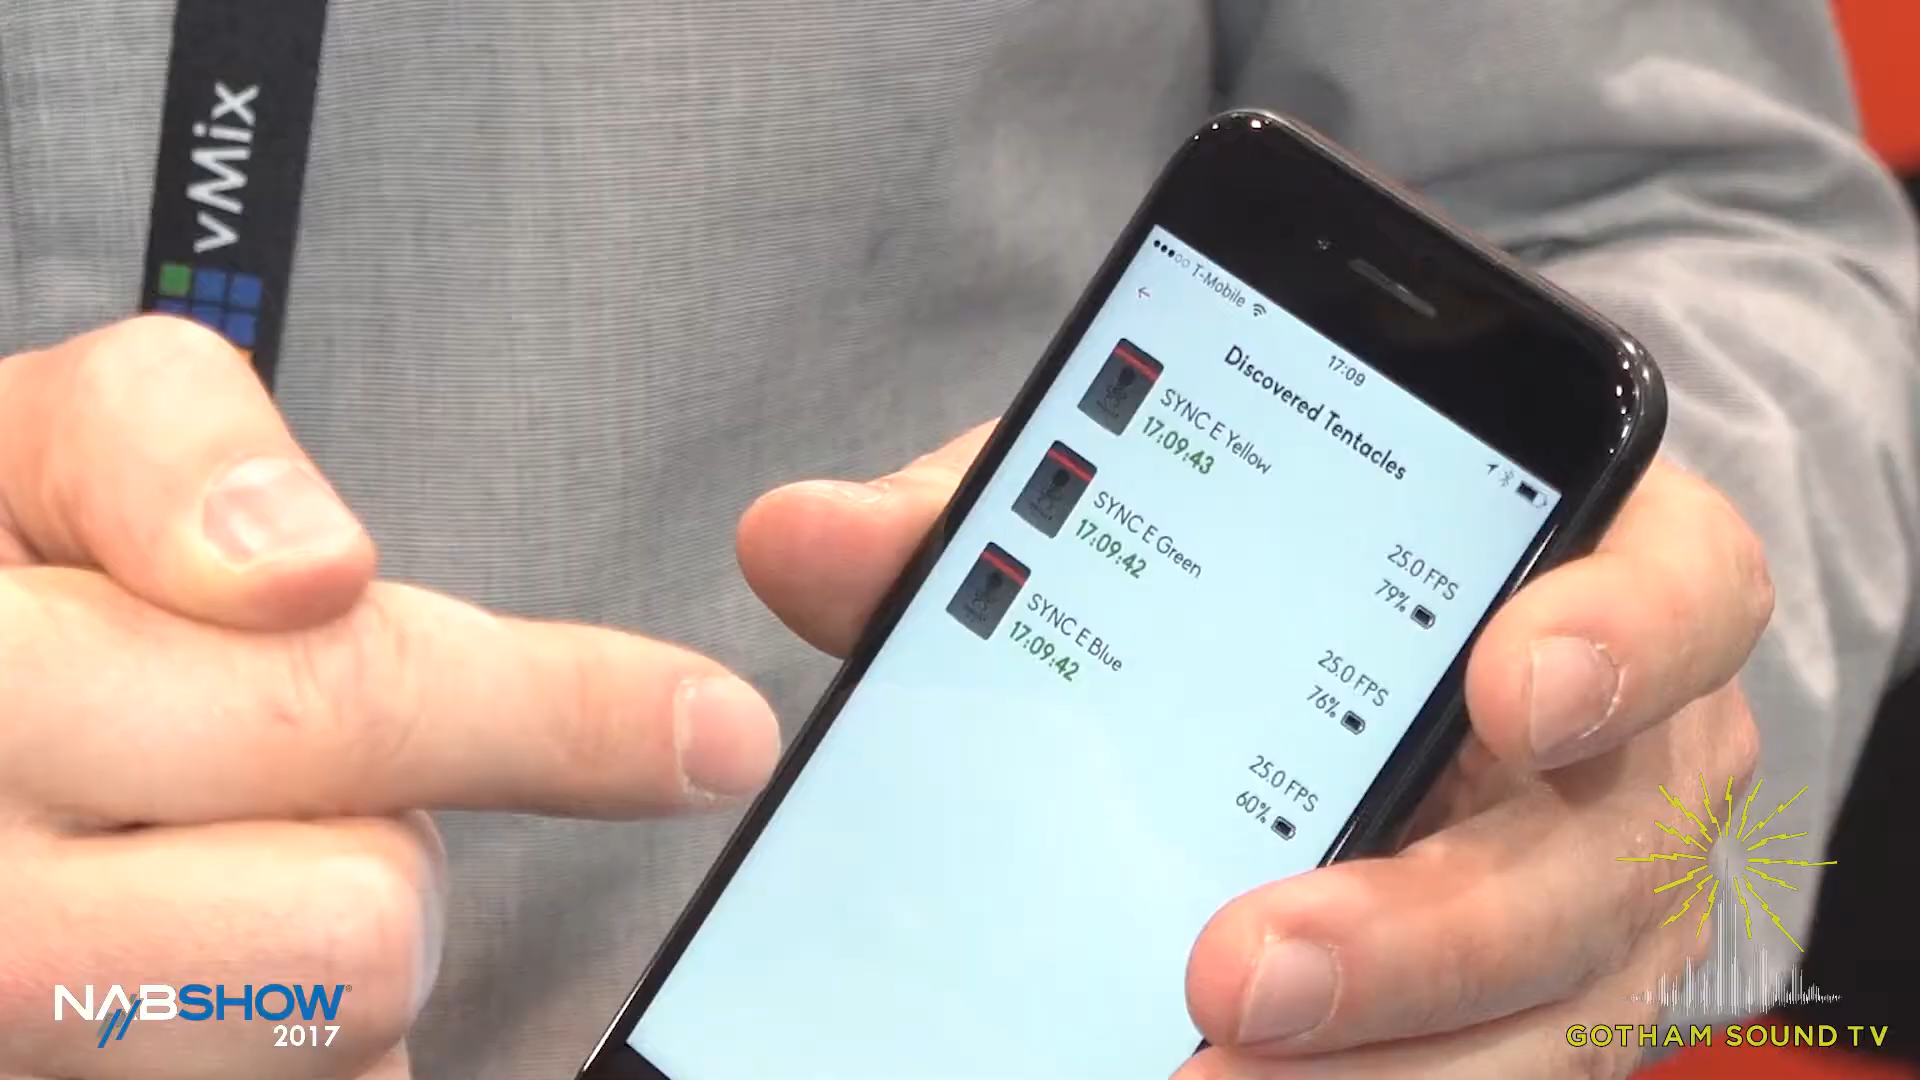 vMix
T-Mobile
17:09
Discovered Tentacles
SYNC E Yellow
17:09:43
25.0 FPS
79%
SYNC E Green
17:09:42
25.0 FPS
76%
SYNC E Blue
17:09:42
25.0 FPS
60%
NABSHOW®
2017
GOTHAM SOUND TV